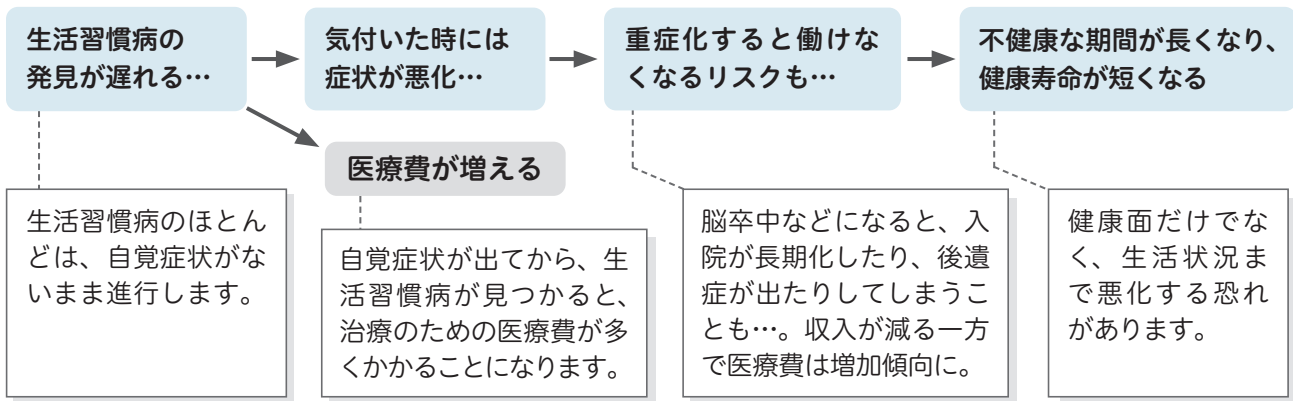 生活習慣病の
発見が遅れる…
気付いた時には
症状が悪化…
重症化すると働けな
くなるリスクも…
不健康な期間が長くなり、
健康寿命が短くなる
医療費が増える
生活習慣病のほとん
どは、自覚症状がな
いまま進行します。
自覚症状が出てから、生
活習慣病が見つかると、
治療のための医療費が多
くかかることになります。
脳卒中などになると、入
院が長期化したり、後遺
症が出たりしてしまうこ
とも…。収入が減る一方
で医療費は増加傾向に。
健康面だけでな
く、生活状況ま
で悪化する恐れ
があります。